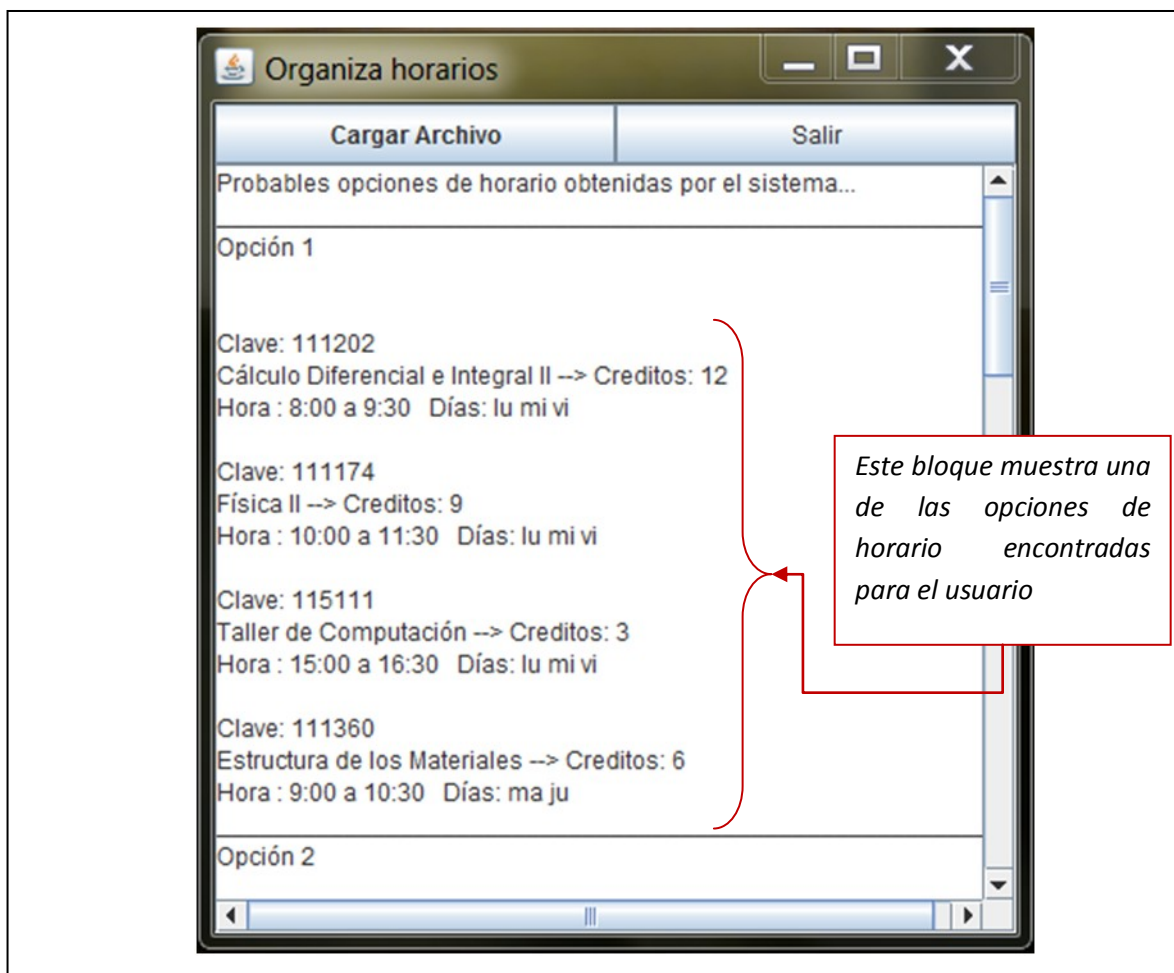 Organiza horarios
Cargar Archivo
Salir
Probables opciones de horario obtenidas por el sistema...
Opción 1
Clave: 111202
Cálculo Diferencial e Integral II --> Creditos: 12
Hora : 8:00 a 9:30 Días: lu mi vi
Clave: 111174
Física II --> Creditos: 9
Hora : 10:00 a 11:30 Días: lu mi vi
Clave: 115111
Taller de Computación --> Creditos: 3
Hora : 15:00 a 16:30 Días: lu mi vi
Clave: 111360
Estructura de los Materiales --> Creditos: 6
Hora : 9:00 a 10:30 Días: ma ju
Opción 2
Este bloque muestra una
de las opciones de
horario encontradas
para el usuario